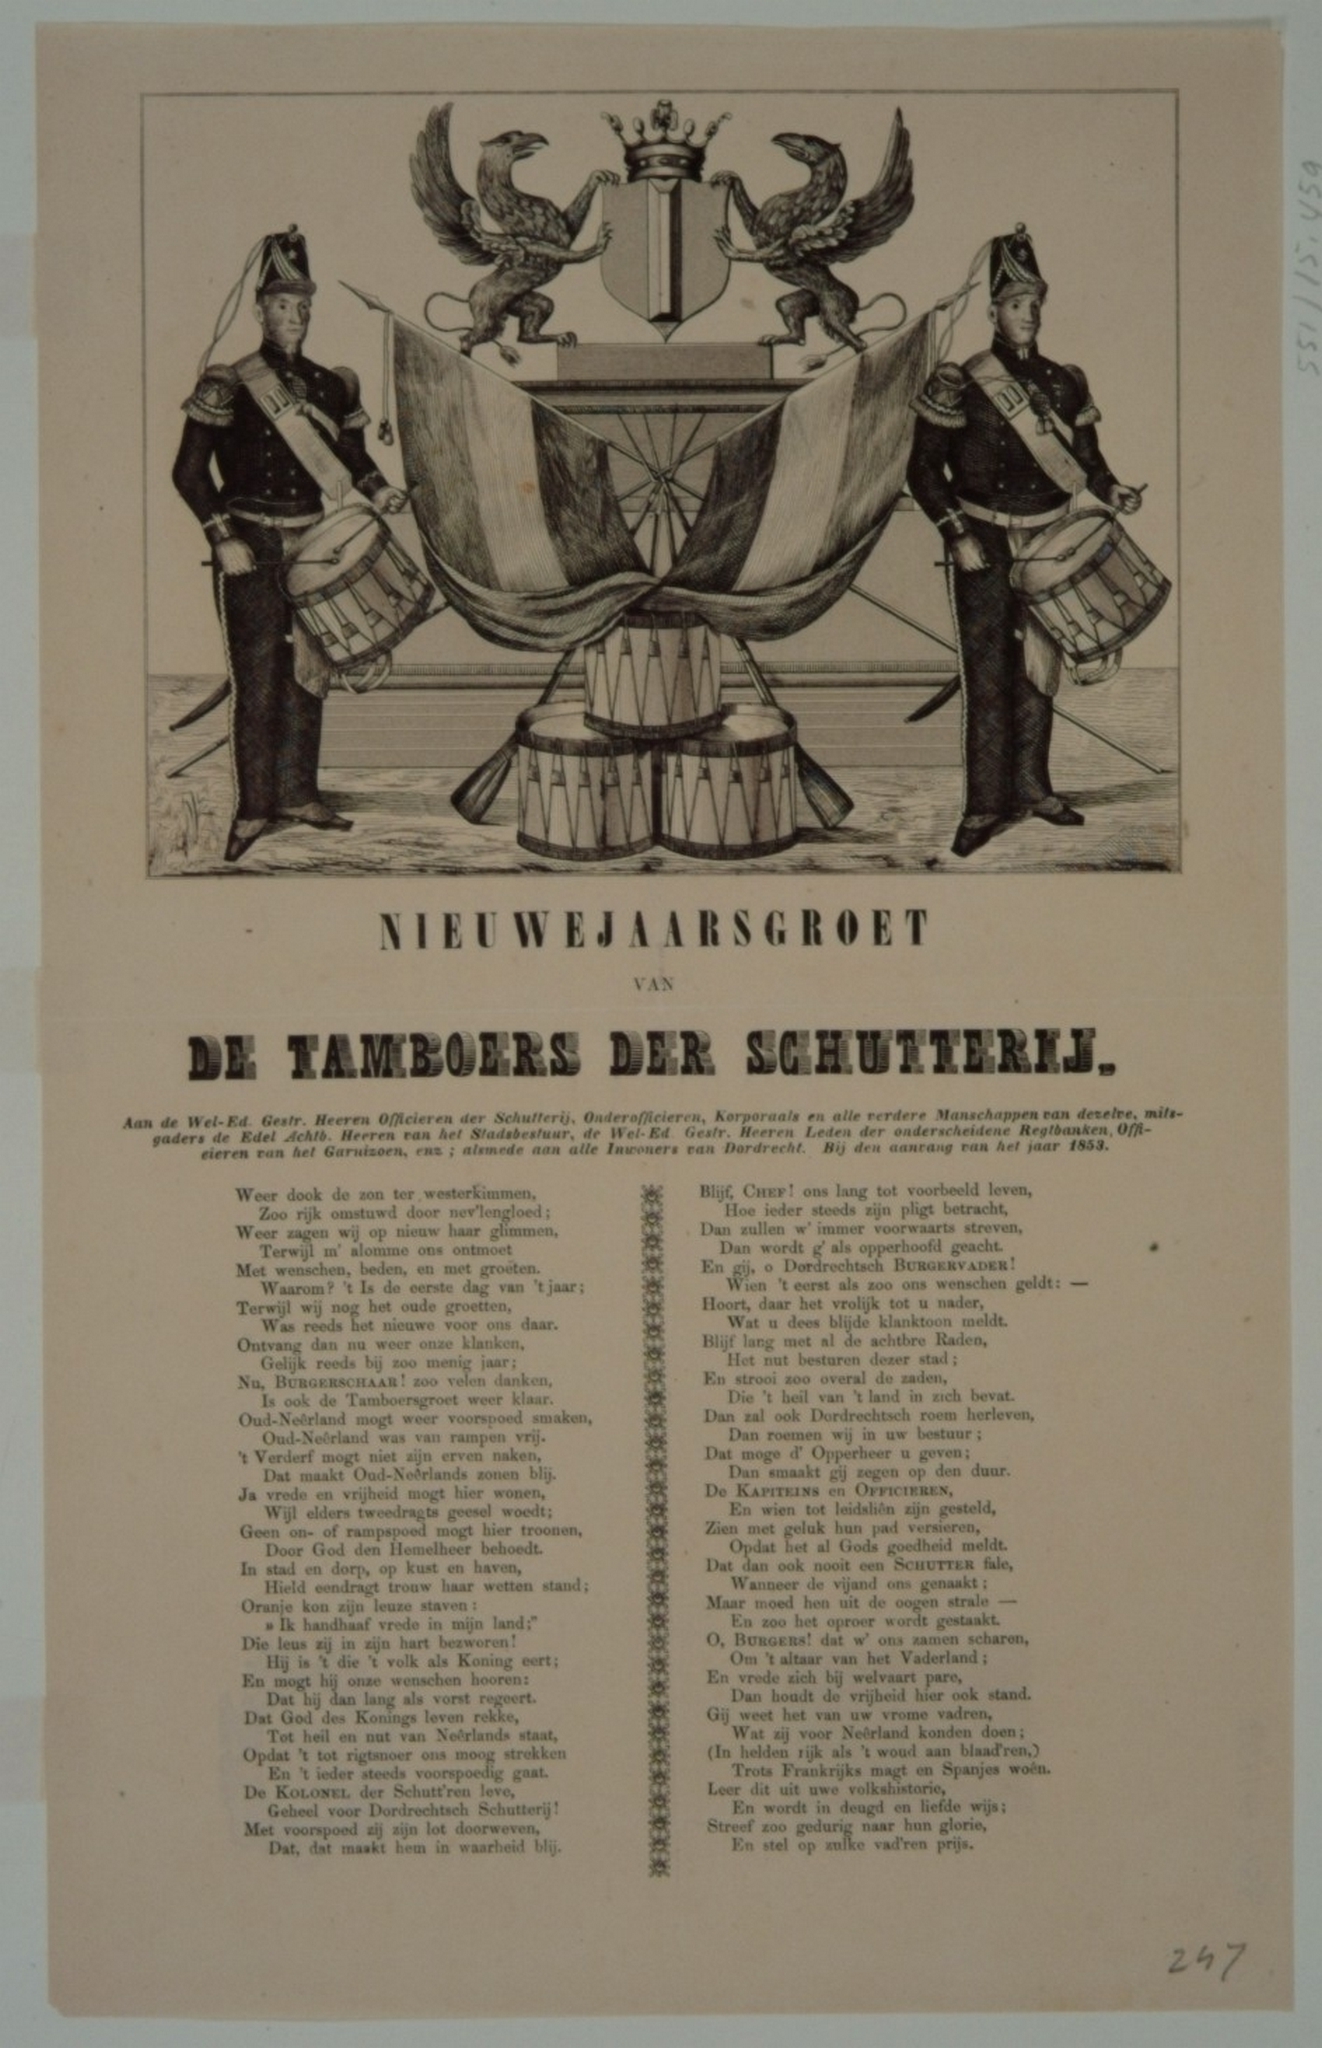 NIEUWEJAARSGROET
VAN
DE TAMBOERS DER SCHUTTERIJ.
Aan de Wel-Ed. Gestr. Heeren Officieren der Schutterij, Onderofficieren, Korporaals en alle verdere Manschappen van dezelve, mits-
gaders de Edel Achtb. Heeren van het Stadsbestuur, de Wel-Ed. Gestr. Heeren Leden der onderscheidene Regtbanken, Offi-
cieren van het Garnizoen, enz; alsmede aan alle Inwoners van Dordrecht. Bij den aanvang van het jaar 1853.
Weer dook de zon ter westerkimmen,
Zoo rijk omstuwd door nev'lengloed;
Weer zagen wij op nieuw haar glimmen,
Terwijl m' alomme ons ontmoet
Met wenschen, beden, en met groeten.
Waarom? 't Is de eerste dag van 't jaar;
Terwijl wij nog het oude groetten,
Was reeds het nieuwe voor ons daar.
Ontvang dan nu weer onze klanken,
Gelijk reeds bij zoo menig jaar;
Nu, BURGERSCHAAR! zoo velen danken,
Is ook de Tamboersgroet weer klaar.
Oud-Neêrland mogt weer voorspoed smaken,
Oud-Neêrland was van rampen vrij.
't Verderf mogt niet zijn erven naken,
Dat maakt Oud-Neêrlands zonen blij.
Ja vrede en vrijheid mogt hier wonen,
Wijl elders tweedragts geesel woedt;
Geen on- of rampspoed mogt hier troonen,
Door God den Hemelheer behoedt.
In stad en dorp, op kust en haven,
Hield eendragt trouw haar wetten stand;
Oranje kon zijn leuze staven:
» Ik handhaaf vrede in mijn land;"
Die leus zij in zijn hart bezworen!
Hij is 't die 't volk als Koning eert;
En mogt hij onze wenschen hooren:
Dat hij dan lang als vorst regeert.
Dat God des Konings leven rekke,
Tot heil en nut van Neêrlands staat,
Opdat 't tot rigtsnoer ons moog strekken
En 't ieder steeds voorspoedig gaat.
De KOLONEL der Schutt'ren leve,
Geheel voor Dordrechtsch Schutterij!
Met voorspoed zij zijn lot doorweven,
Dat, dat maakt hem in waarheid blij.
Blijf, CHEF! ons lang tot voorbeeld leven,
Hoe ieder steeds zijn pligt betracht,
Dan zullen w' immer voorwaarts streven,
Dan wordt g' als opperhoofd geacht.
En gij, o Dordrechtsch BURGERVADER!
Wien 't eerst als zoo ons wenschen geldt: —
Hoort, daar het vrolijk tot u nader,
Wat u dees blijde klanktoon meldt.
Blijf lang met al de achtbre Raden,
Het nut besturen dezer stad;
En strooi zoo overal de zaden,
Die 't heil van 't land in zich bevat.
Dan zal ook Dordrechtsch roem herleven,
Dan roemen wij in uw bestuur;
Dat moge d' Opperheer u geven;
Dan smaakt gij zegen op den duur.
De KAPITEINS en OFFICIEREN,
En wien tot leidsliên zijn gesteld,
Zien met geluk hun pad versieren,
Opdat het al Gods goedheid meldt.
Dat dan ook nooit een SCHUTTER fale,
Wanneer de vijand ons genaakt;
Maar moed hen uit de oogen strale —
En zoo het oproer wordt gestaakt.
O, BURGERS! dat w' ons zamen scharen,
Om 't altaar van het Vaderland;
En vrede zich bij welvaart pare,
Dan houdt de vrijheid hier ook stand.
Gij weet het van uw vrome vadren,
Wat zij voor Neêrland konden doen;
(In helden rijk als 't woud aan blaad'ren,)
Trots Frankrijks magt en Spanjes woên.
Leer dit uit uwe volkshistorie,
En wordt in deugd en liefde wijs;
Streef zoo gedurig naar hun glorie,
En stel op zulke vad'ren prijs.
247
551/15.459